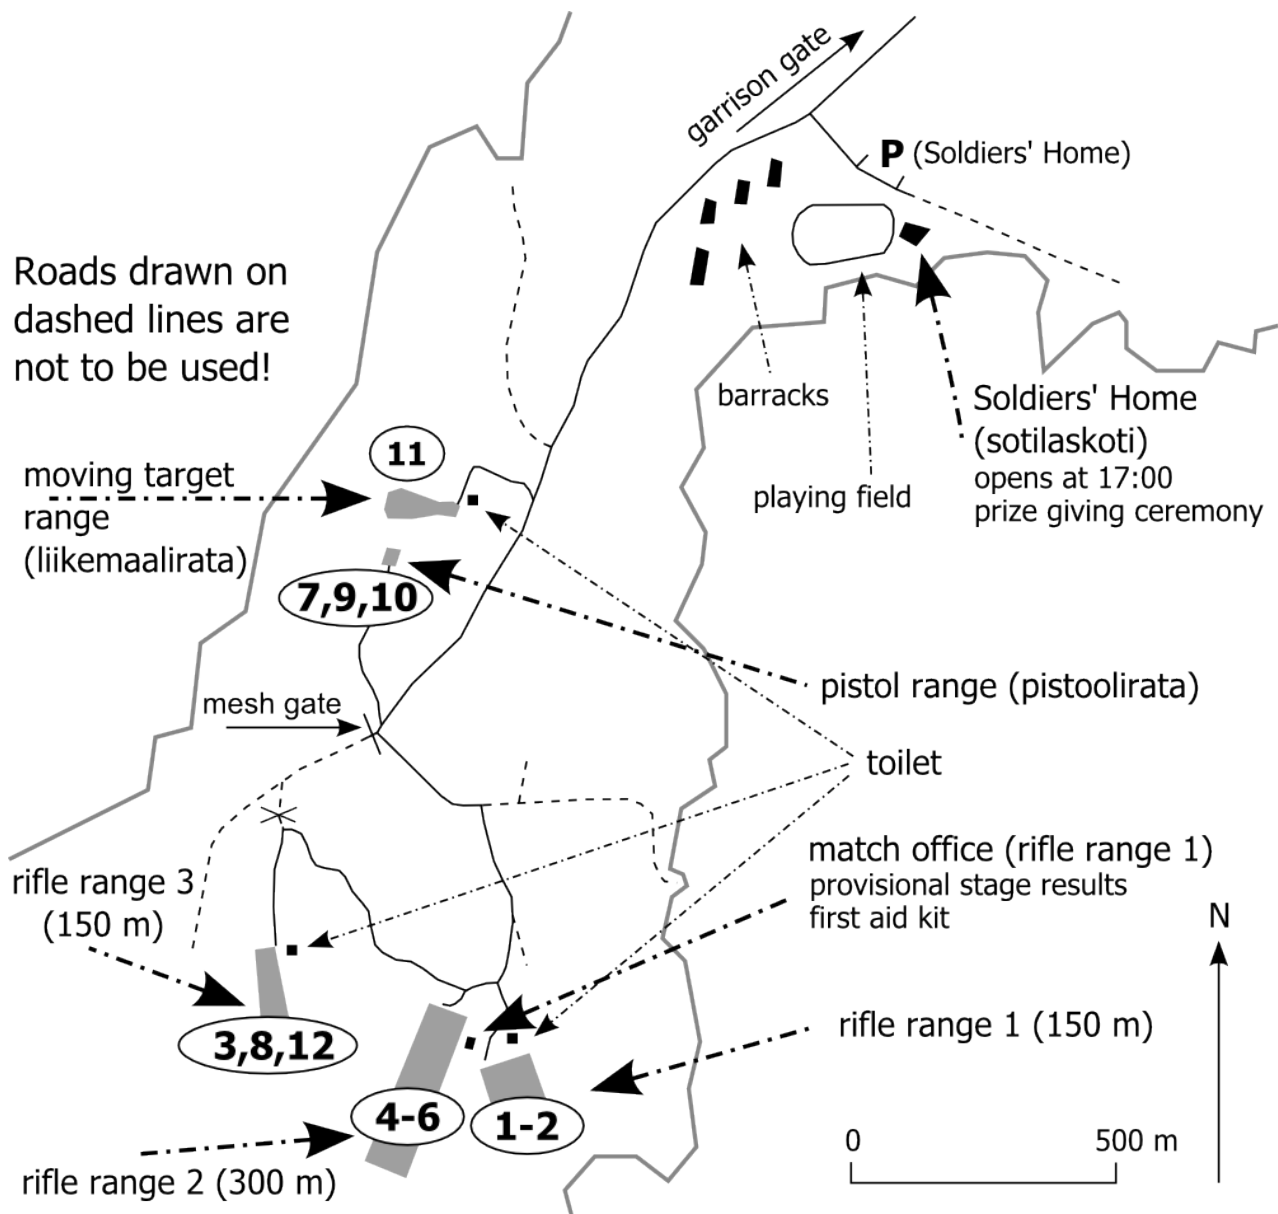 garrison gate
P (Soldiers' Home)
Roads drawn on
dashed lines are
not to be used!
barracks
Soldiers' Home
(sotilaskoti)
opens at 17:00
prize giving ceremony
playing field
11
moving target
range
(liikemaalirata)
7,9,10
pistol range (pistoolirata)
mesh gate
toilet
match office (rifle range 1)
provisional stage results
first aid kit
rifle range 3
(150 m)
N
rifle range 1 (150 m)
3,8,12
4-6
1-2
0
500 m
rifle range 2 (300 m)